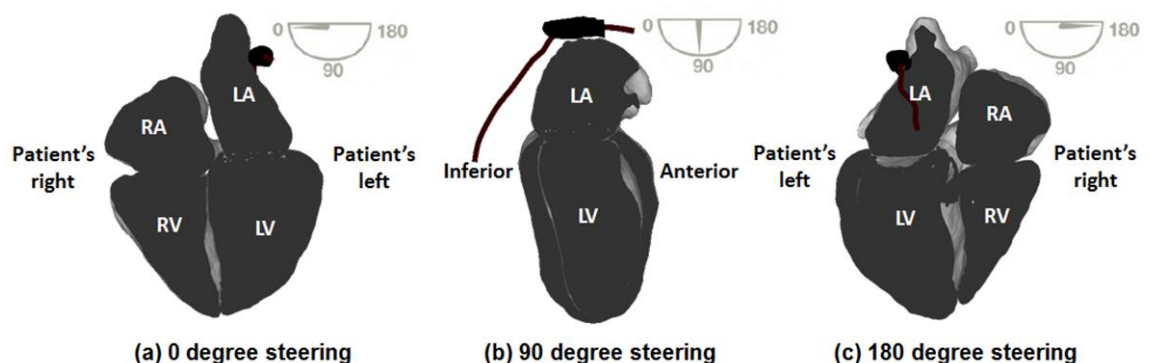 0 180
90
LA
RA
Patient's
right
Patient's
left
RV
LV
(a) 0 degree steering
0 180
90
LA
Inferior
Anterior
LV
(b) 90 degree steering
0 180
90
LA
RA
Patient's
left
Patient's
right
LV
RV
(c) 180 degree steering